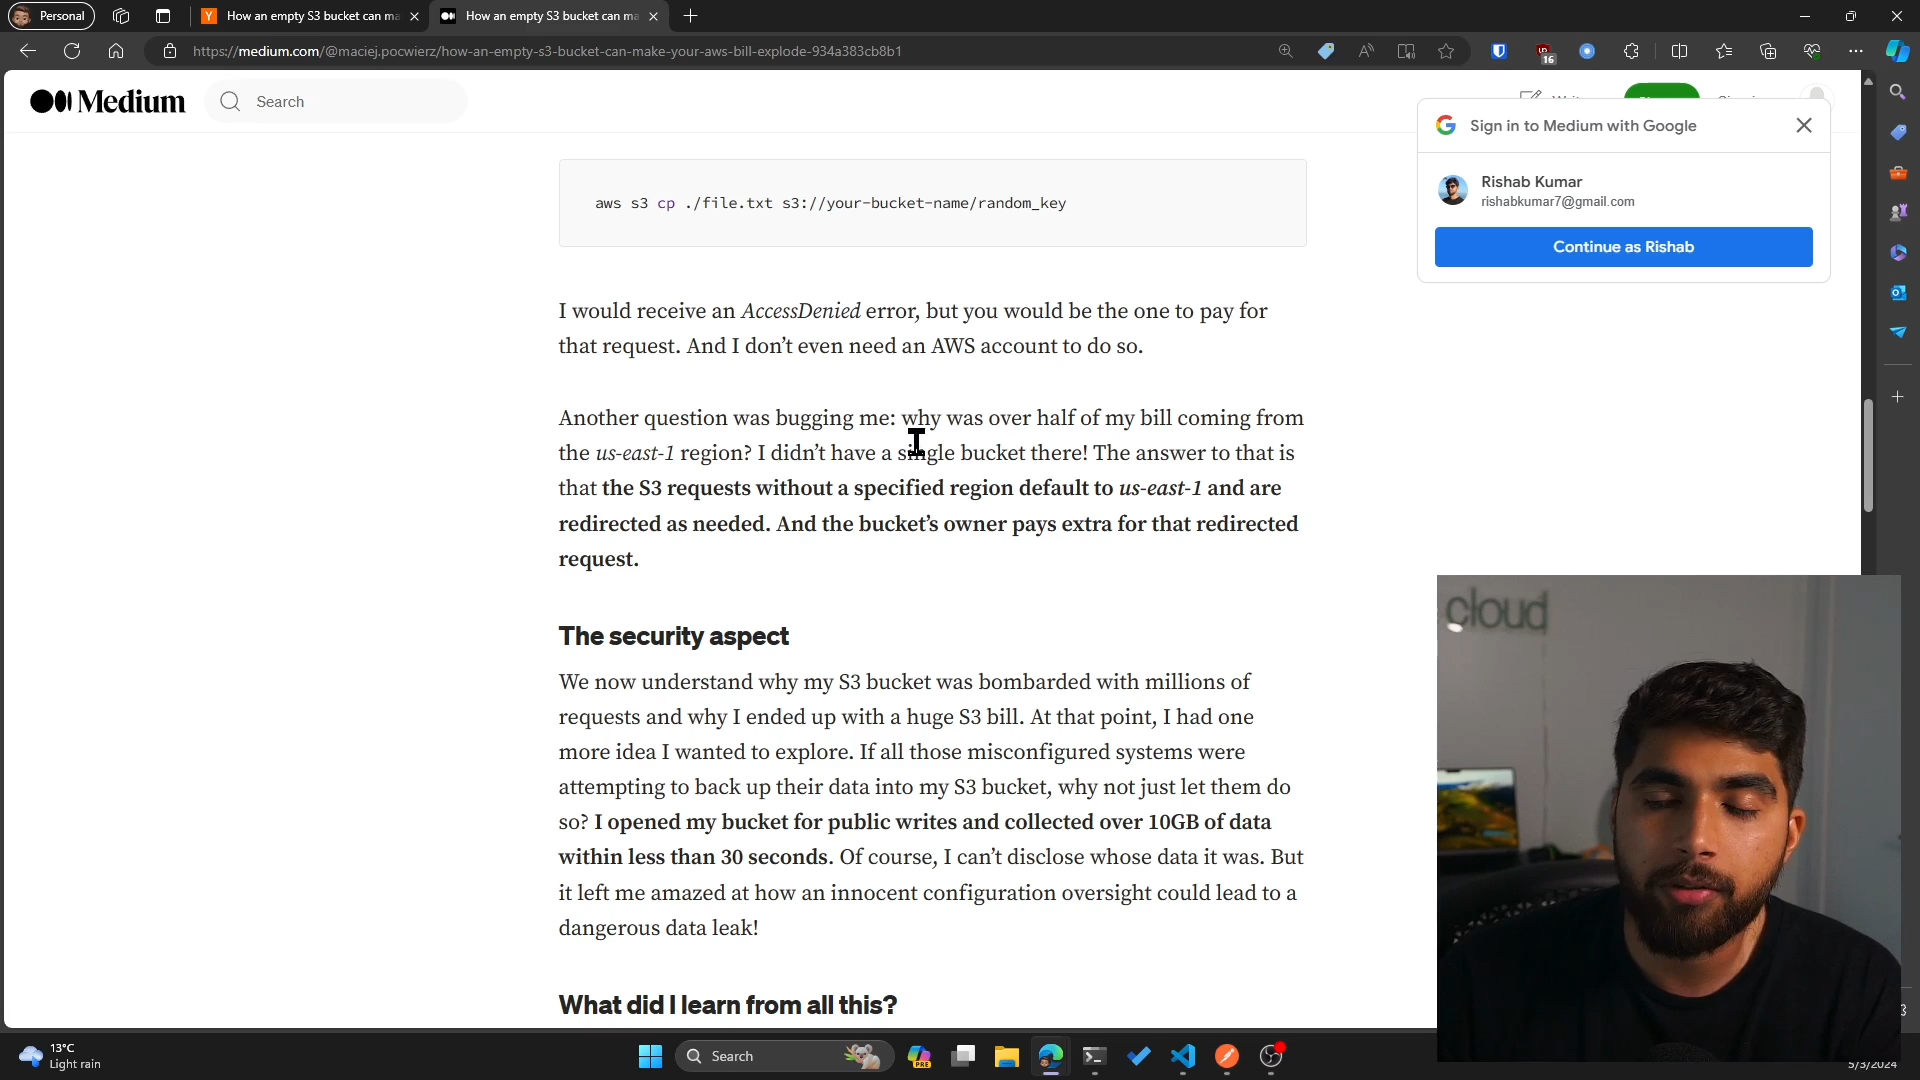 Personal
How an empty S3 bucket can ma
How an empty S3 bucket can ma
https://medium.com/@maciej.pocwierz/how-an-empty-s3-bucket-can-make-your-aws-bill-explode-934a383cb8b1
16
Medium
Search
Sign in to Medium with Google
Rishab Kumar
rishabkumar7@gmail.com
Continue as Rishab
aws s3 cp ./file.txt s3://your-bucket-name/random_key
I would receive an AccessDenied error, but you would be the one to pay for
that request. And I don’t even need an AWS account to do so.
Another question was bugging me: why was over half of my bill coming from
the us-east-1 region? I didn’t have a single bucket there! The answer to that is
that the S3 requests without a specified region default to us-east-1 and are
redirected as needed. And the bucket’s owner pays extra for that redirected
request.
The security aspect
We now understand why my S3 bucket was bombarded with millions of
requests and why I ended up with a huge S3 bill. At that point, I had one
more idea I wanted to explore. If all those misconfigured systems were
attempting to back up their data into my S3 bucket, why not just let them do
so? I opened my bucket for public writes and collected over 10GB of data
within less than 30 seconds. Of course, I can’t disclose whose data it was. But
it left me amazed at how an innocent configuration oversight could lead to a
dangerous data leak!
What did I learn from all this?
cloud
13°C
Light rain
Search
PRE
5/3/2024